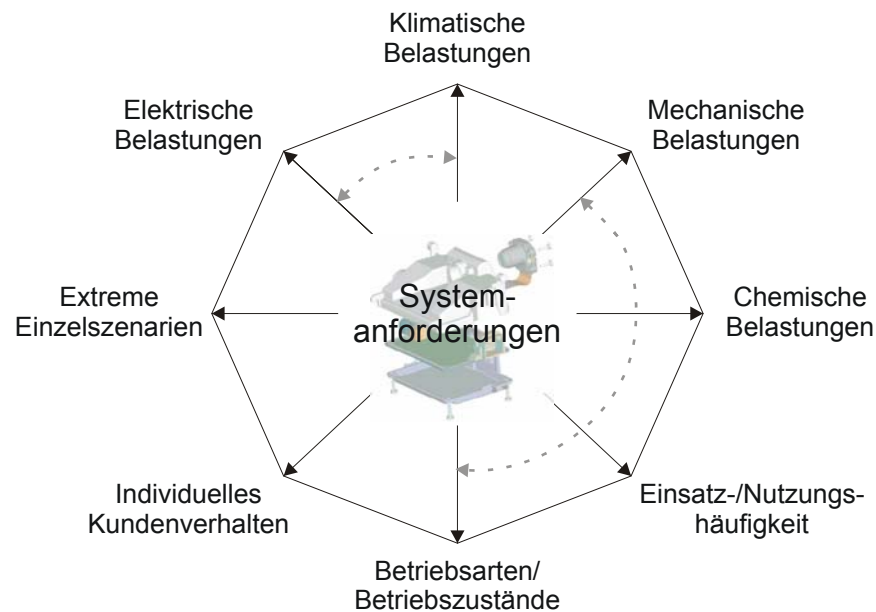 Klimatische
Belastungen
Elektrische
Belastungen
Mechanische
Belastungen
Extreme
Einzelszenarien
System-
anforderungen
Chemische
Belastungen
Individuelles
Kundenverhalten
Einsatz-/Nutzungs-
häufigkeit
Betriebsarten/
Betriebszustände